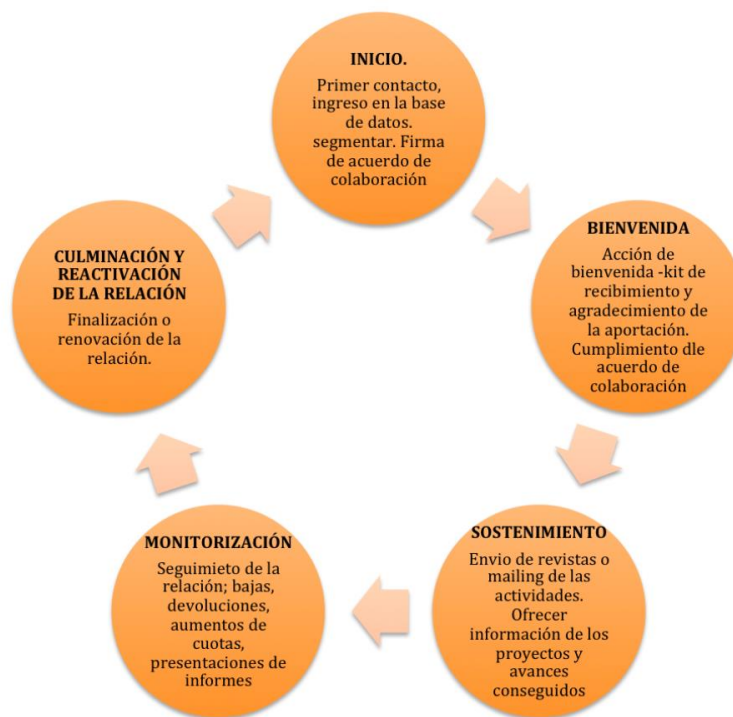 INICIO.
Primer contacto,
ingreso en la base
de datos.
segmentar. Firma
de acuerdo de
colaboración
BIENVENIDA
Acción de
bienvenida -kit de
recibimiento y
agradecimiento de
la aportación.
Cumplimiento dle
acuerdo de
colaboración
SOSTENIMIENTO
Envio de revistas o
mailing de las
actividades.
Ofrecer
información de los
proyectos y
avances
conseguidos
MONITORIZACIÓN
Seguimieto de la
relación; bajas,
devoluciones,
aumentos de
cuotas,
presentaciones de
informes
CULMINACIÓN Y
REACTIVACIÓN
DE LA RELACIÓN
Finalización o
renovación de la
relación.